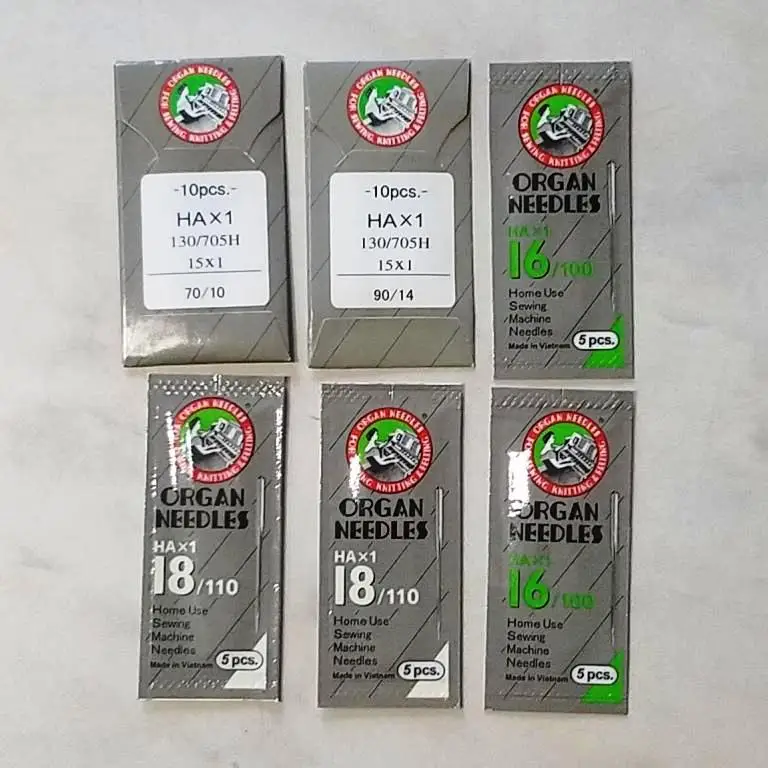 ORGAN NEEDLES
FOR SEWING, KNITTING & FELTING
-10pcs.-
HA×1
130/705H
15X1
70/10
ORGAN NEEDLES
FOR SEWING, KNITTING & FELTING
-10pcs.-
HA×1
130/705H
15X1
90/14
ORGAN NEEDLES
FOR SEWING, KNITTING & FELTING
ORGAN
NEEDLES
HA×1
16/100
Home Use
Sewing
Machine
Needles
Made in Vietnam
5 pcs.
ORGAN NEEDLES
FOR SEWING, KNITTING & FELTING
ORGAN
NEEDLES
HA×1
18/110
Home Use
Sewing
Machine
Needles
Made in Vietnam
5 pcs.
ORGAN NEEDLES
FOR SEWING, KNITTING & FELTING
ORGAN
NEEDLES
HA×1
18/110
Home Use
Sewing
Machine
Needles
Made in Vietnam
5 pcs.
ORGAN NEEDLES
FOR SEWING, KNITTING & FELTING
ORGAN
NEEDLES
HA×1
16/100
Home Use
Sewing
Machine
Needles
Made in Vietnam
5 pcs.